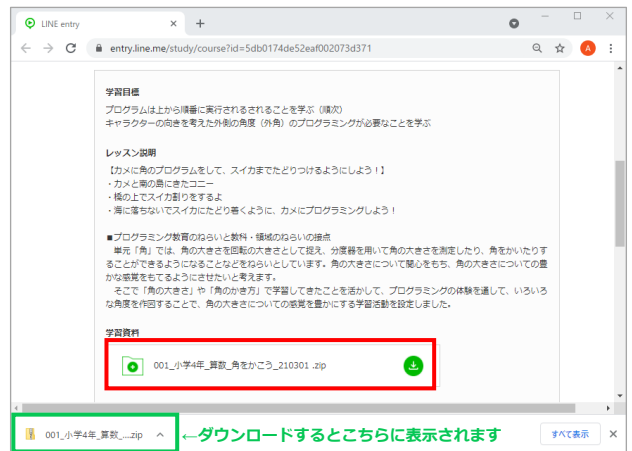 LINE entry
entry.line.me/study/course?id=5db0174de52eaf002073d371
A
学習目標
プログラムは上から順番に実行されるされることを学ぶ（順次）
キャラクターの向きを考えた外側の角度（外角）のプログラミングが必要なことを学ぶ
レッスン説明
【カメに角のプログラムをして、スイカまでたどりつけるようにしよう！】
・カメと南の島にきたコニー
・橋の上でスイカ割りをするよ
・海に落ちないでスイカにたどり着くように、カメにプログラミングしよう！
■プログラミング教育のねらいと教科・領域のねらいの接点
単元「角」では、角の大きさを回転の大きさとして捉え、分度器を用いて角の大きさを測定したり、角をかいたりす
ることができるようになることなどをねらいとしています。角の大きさについて関心をもち、角の大きさについての豊
かな感覚をもてるようにさせたいと考えます。
そこで「角の大きさ」や「角のかき方」で学習してきたことを活かして、プログラミングの体験を通して、いろいろ
な角度を作図することで、角の大きさについての感覚を豊かにする学習活動を設定しました。
学習資料
001_小学4年_算数_角をかこう_210301 .zip
001_小学4年_算数_....zip
←ダウンロードするとこちらに表示されます
すべて表示